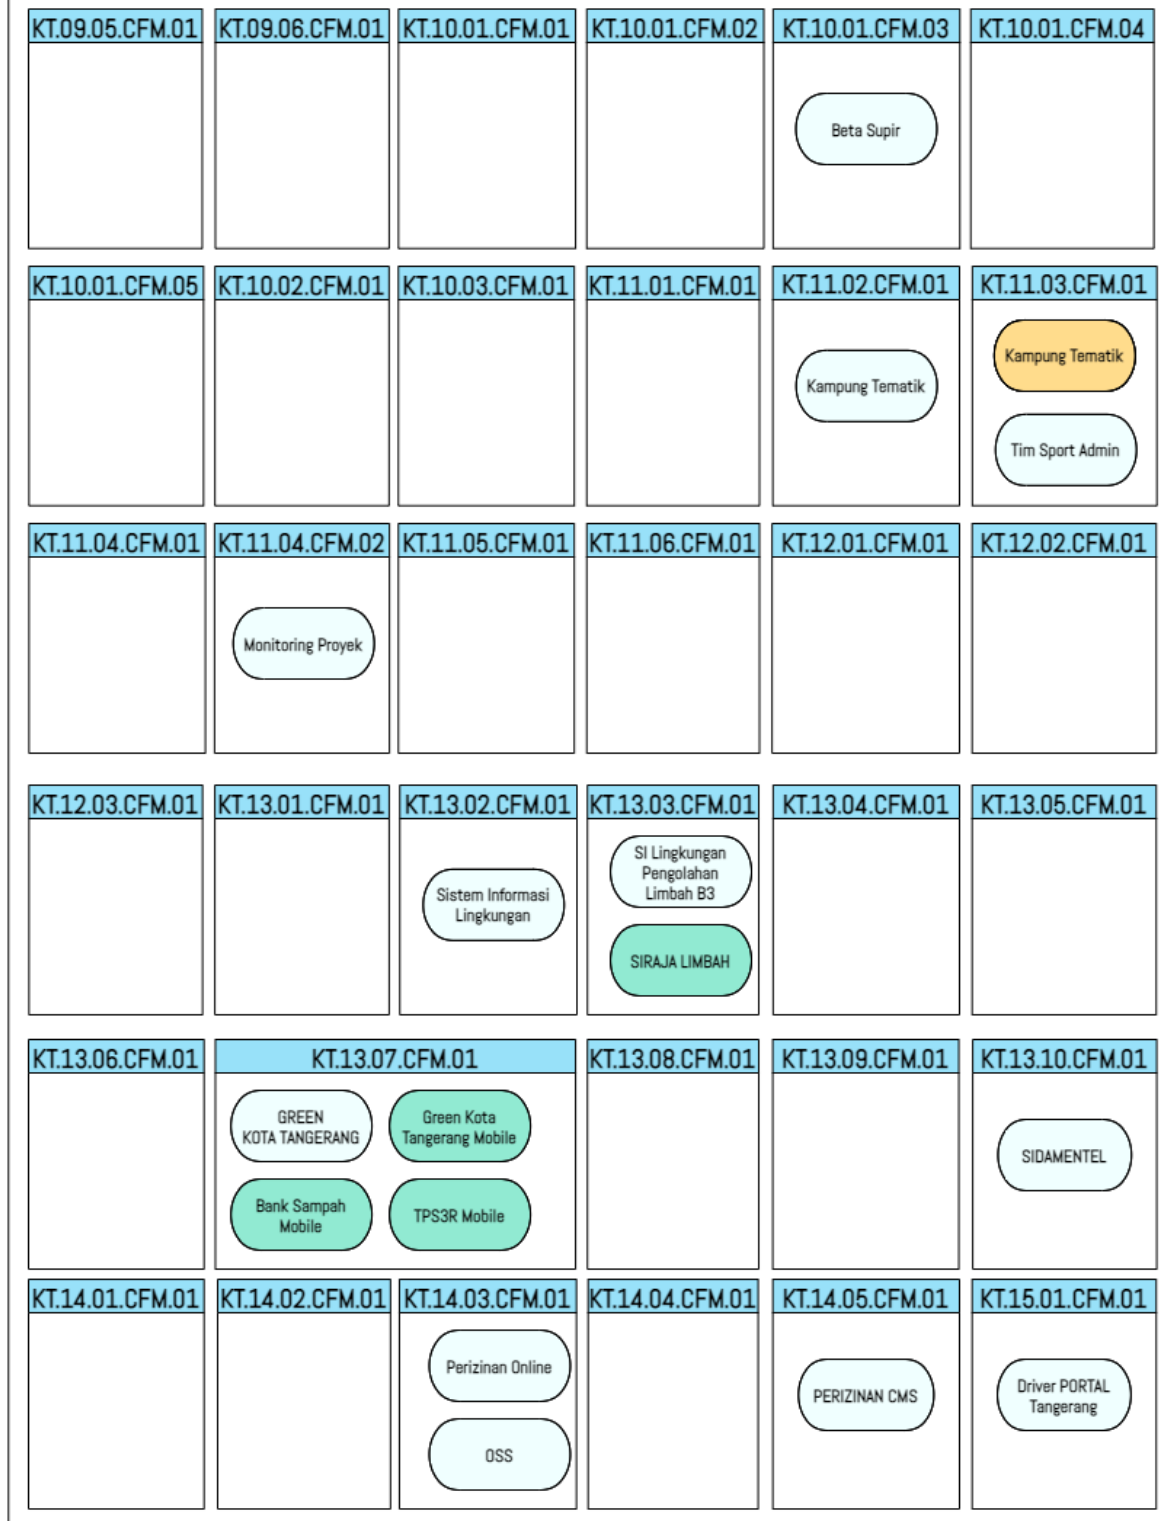 KT.09.05.CFM.01
KT.09.06.CFM.01
KT.10.01.CFM.01
KT.10.01.CFM.02
KT.10.01.CFM.03
KT.10.01.CFM.04
Beta Supir
KT.10.01.CFM.05
KT.10.02.CFM.01
KT.10.03.CFM.01
KT.11.01.CFM.01
KT.11.02.CFM.01
KT.11.03.CFM.01
Kampung Tematik
Kampung Tematik
Tim Sport Admin
KT.11.04.CFM.01
KT.11.04.CFM.02
KT.11.05.CFM.01
KT.11.06.CFM.01
KT.12.01.CFM.01
KT.12.02.CFM.01
Monitoring Proyek
KT.12.03.CFM.01
KT.13.01.CFM.01
KT.13.02.CFM.01
KT.13.03.CFM.01
KT.13.04.CFM.01
KT.13.05.CFM.01
Sistem Informasi
Lingkungan
SI Lingkungan
Pengolahan
Limbah B3
SIRAJA LIMBAH
KT.13.06.CFM.01
KT.13.07.CFM.01
KT.13.08.CFM.01
KT.13.09.CFM.01
KT.13.10.CFM.01
GREEN
KOTA TANGERANG
Green Kota
Tangerang Mobile
Bank Sampah
Mobile
TPS3R Mobile
SIDAMENTEL
KT.14.01.CFM.01
KT.14.02.CFM.01
KT.14.03.CFM.01
KT.14.04.CFM.01
KT.14.05.CFM.01
KT.15.01.CFM.01
Perizinan Online
OSS
PERIZINAN CMS
Driver PORTAL
Tangerang